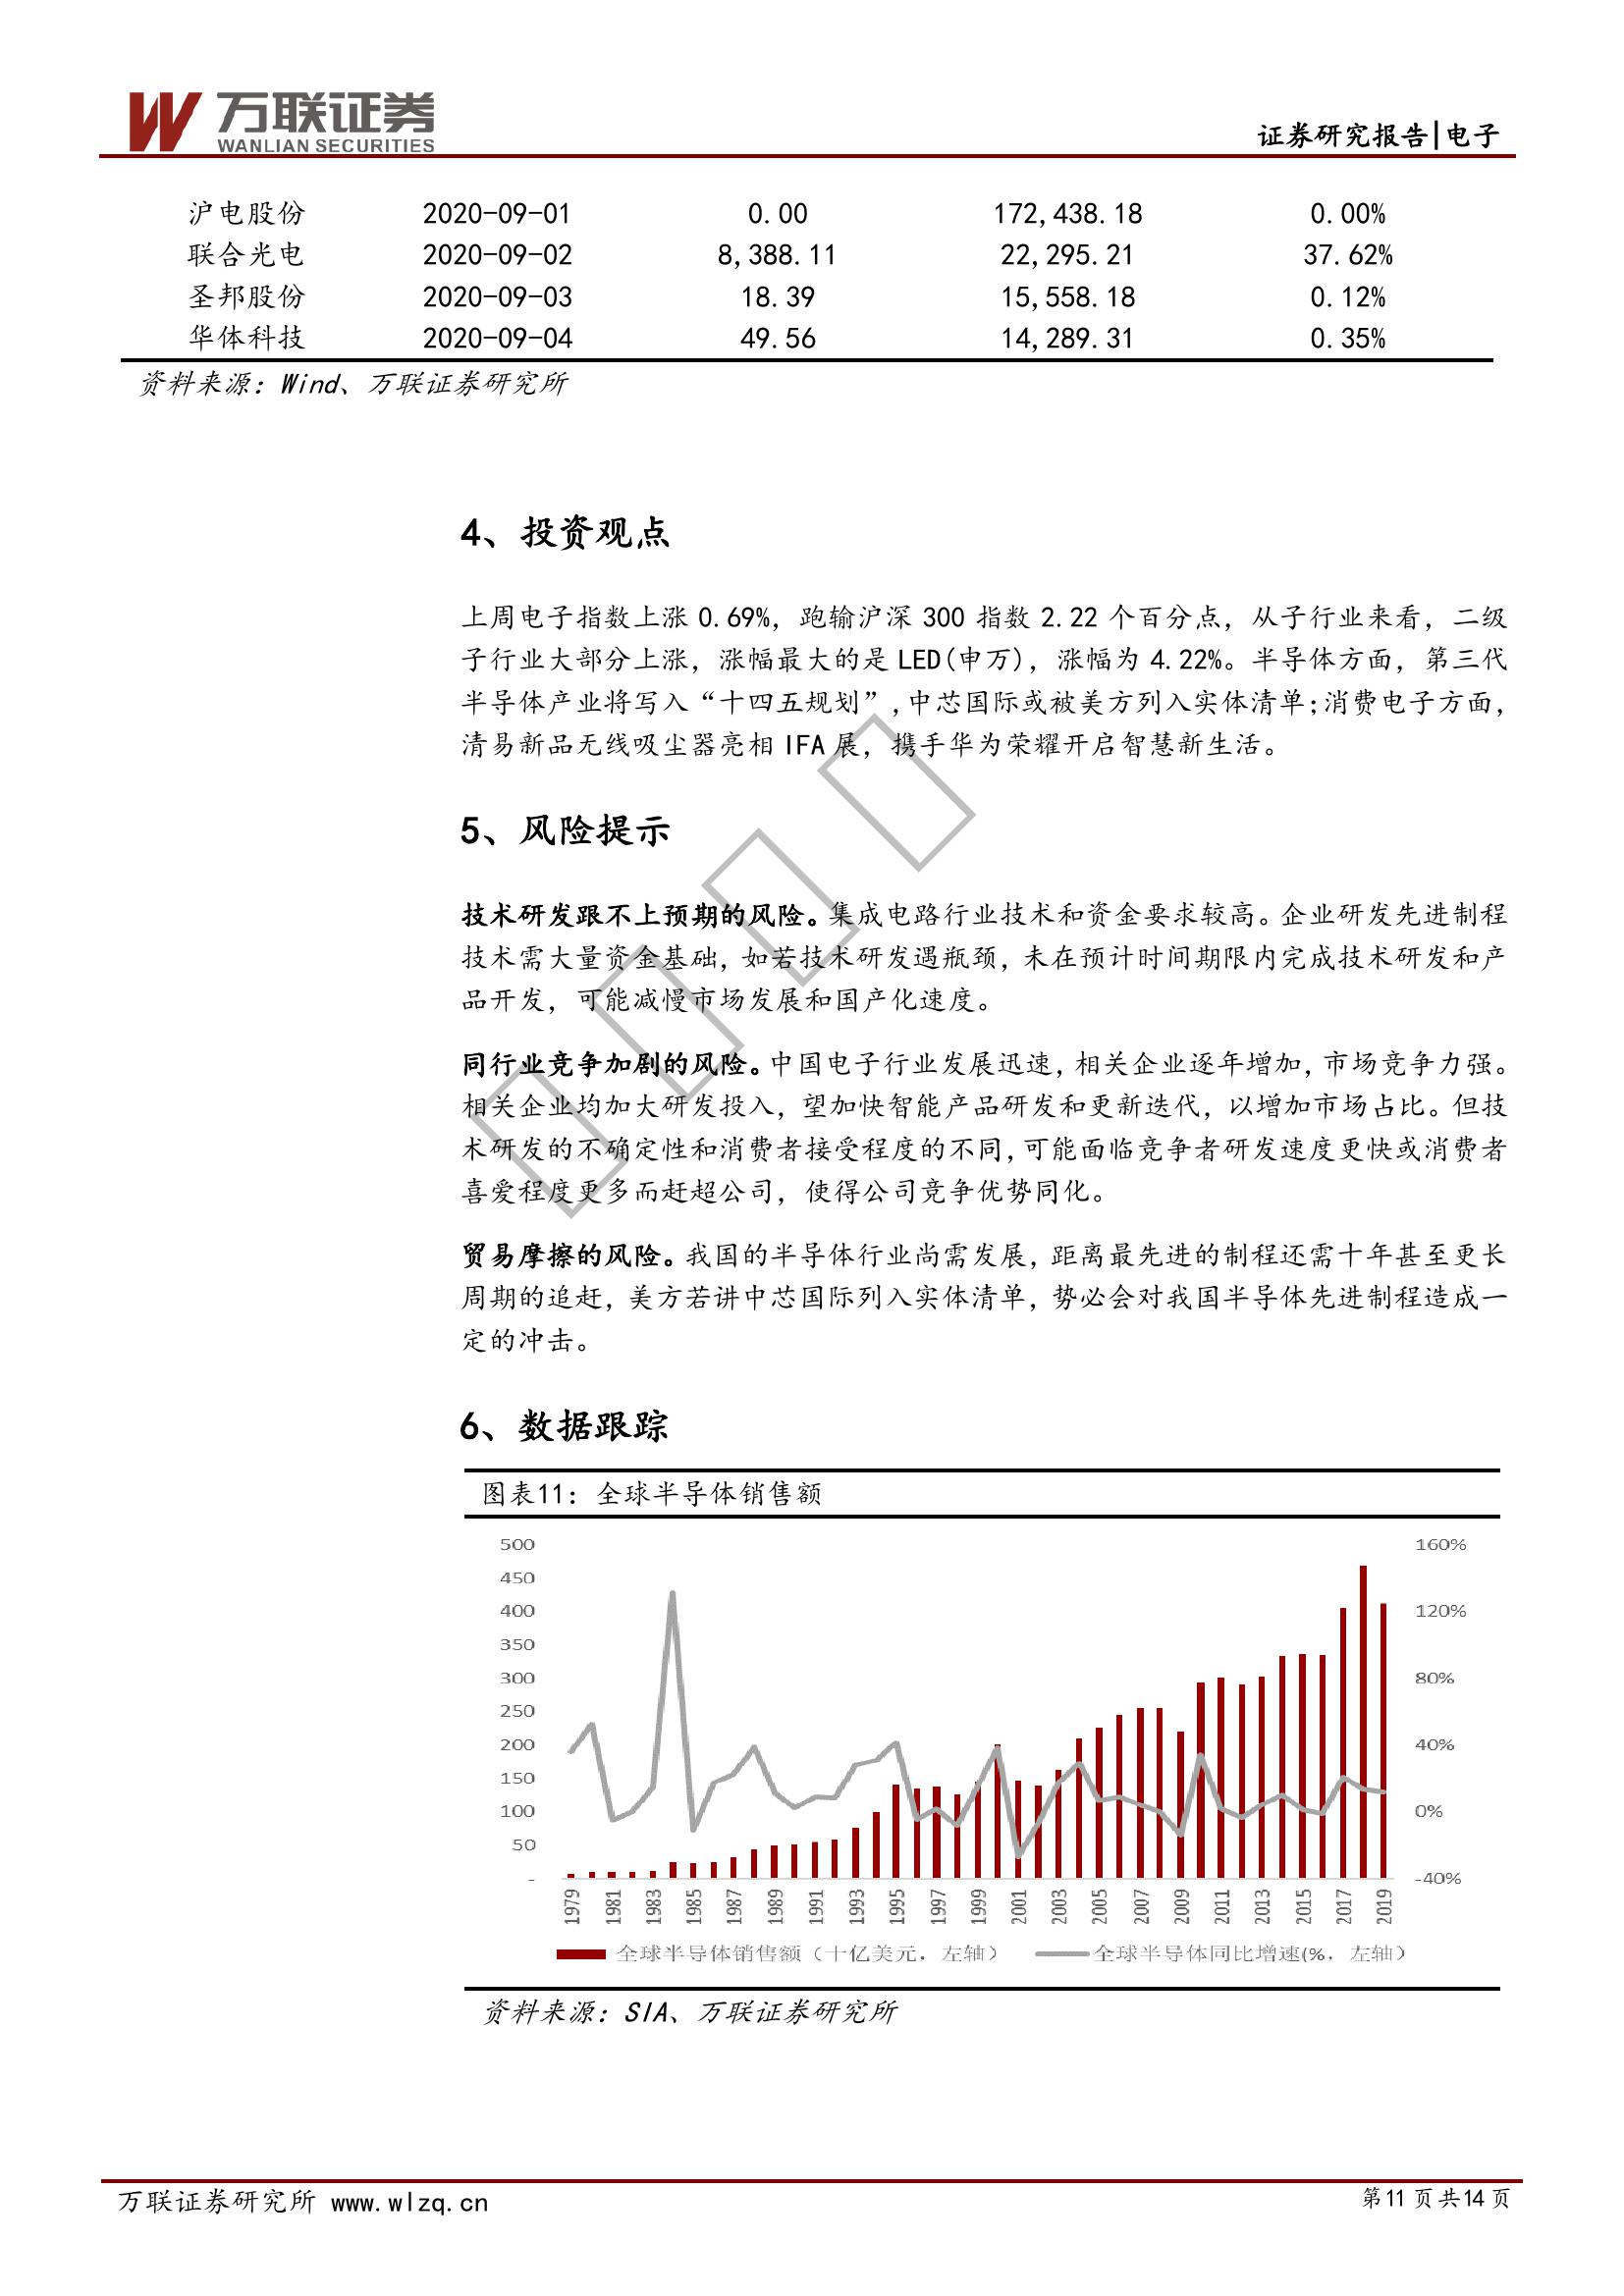 万联证券
WANLIAN SECURITIES
证券研究报告|电子
沪电股份 2020-09-01 0.00 172,438.18 0.00%
联合光电 2020-09-02 8,388.11 22,295.21 37.62%
圣邦股份 2020-09-03 18.39 15,558.18 0.12%
华体科技 2020-09-04 49.56 14,289.31 0.35%
资料来源：Wind、万联证券研究所
4、投资观点
上周电子指数上涨 0.69%，跑输沪深 300 指数 2.22 个百分点，从子行业来看，二级
子行业大部分上涨，涨幅最大的是 LED(申万)，涨幅为 4.22%。半导体方面，第三代
半导体产业将写入“十四五规划”,中芯国际或被美方列入实体清单;消费电子方面，
清易新品无线吸尘器亮相 IFA 展，携手华为荣耀开启智慧新生活。
5、风险提示
技术研发跟不上预期的风险。集成电路行业技术和资金要求较高。企业研发先进制程
技术需大量资金基础，如若技术研发遇瓶颈，未在预计时间期限内完成技术研发和产
品开发，可能减慢市场发展和国产化速度。
同行业竞争加剧的风险。中国电子行业发展迅速，相关企业逐年增加，市场竞争力强。
相关企业均加大研发投入，望加快智能产品研发和更新迭代，以增加市场占比。但技
术研发的不确定性和消费者接受程度的不同，可能面临竞争者研发速度更快或消费者
喜爱程度更多而赶超公司，使得公司竞争优势同化。
贸易摩擦的风险。我国的半导体行业尚需发展，距离最先进的制程还需十年甚至更长
周期的追赶，美方若讲中芯国际列入实体清单，势必会对我国半导体先进制程造成一
定的冲击。
6、数据跟踪
图表11：全球半导体销售额
500 160%
450
400 120%
350
300 80%
250
200 40%
150
100 0%
50
- -40%
1979 1981 1983 1985 1987 1989 1991 1993 1995 1997 1999 2001 2003 2005 2007 2009 2011 2013 2015 2017 2019
全球半导体销售额（十亿美元，左轴） 全球半导体同比增速(%，左轴）
资料来源：SIA、万联证券研究所
万联证券研究所 www.wlzq.cn 第11 页共14 页